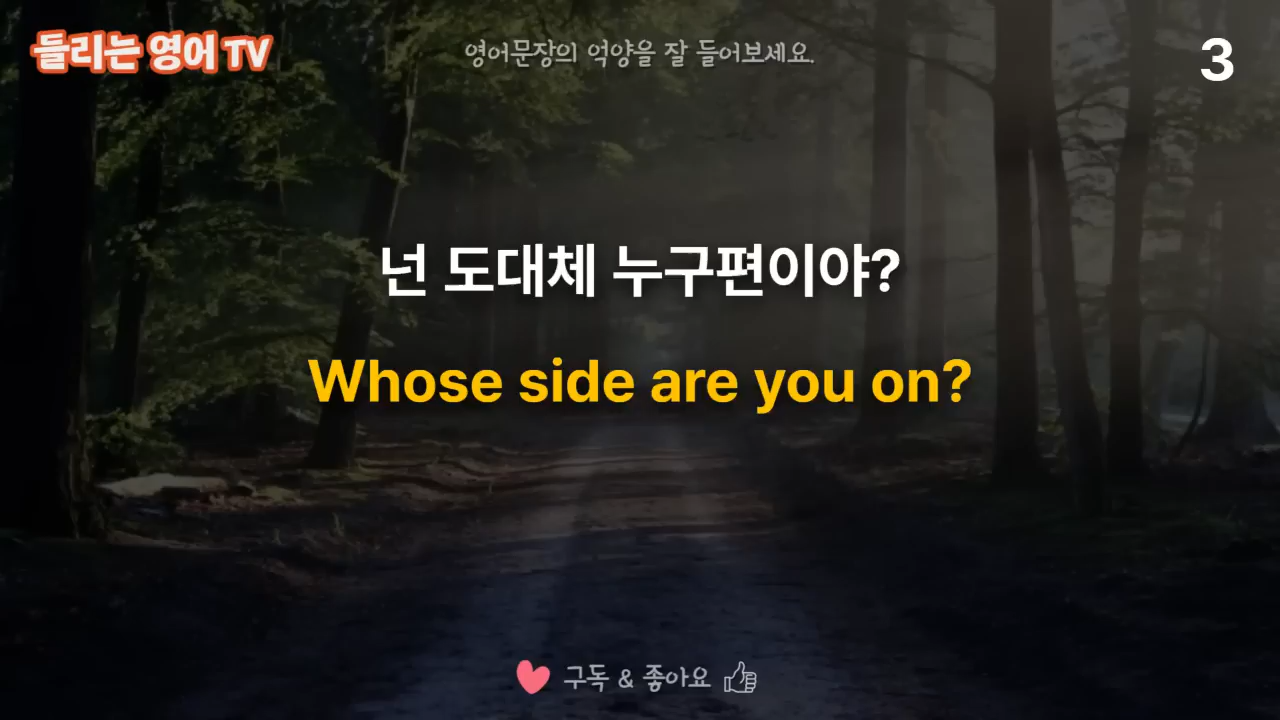 들리는 영어 TV
영어문장의 억양을 잘 들어보세요.
3
넌 도대체 누구편이야?
Whose side are you on?
구독 & 좋아요